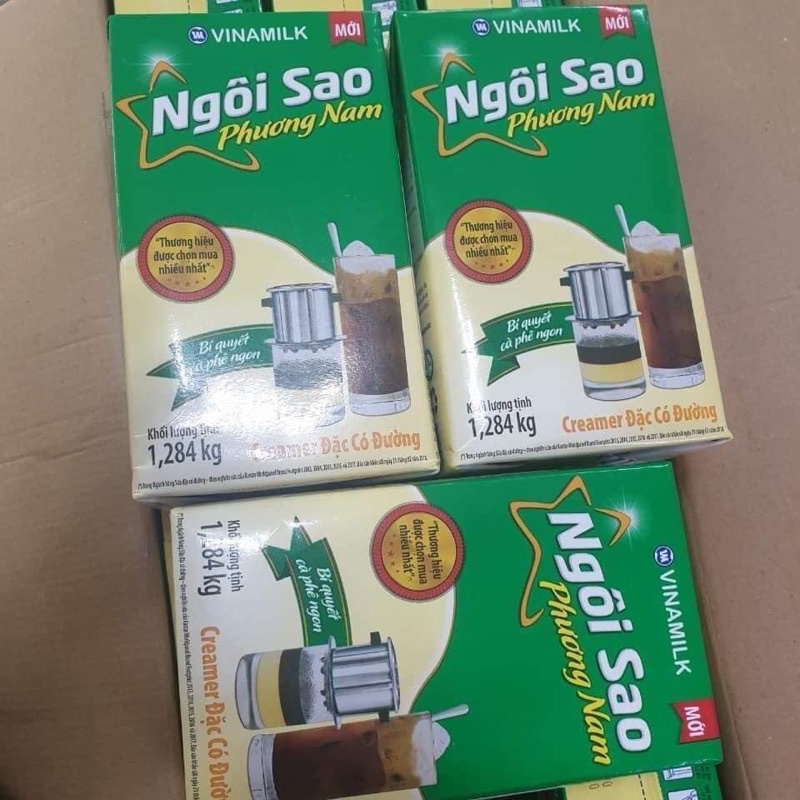 VINAMILK
MỚI
Ngôi Sao
Phương Nam
"Thương hiệu
được chọn mua
nhiều nhất"
Bí quyết
cà phê ngon
Khối lượng tịnh
1,284 kg
Creamer Đặc Có Đường
VINAMILK
MỚI
Ngôi Sao
Phương Nam
"Thương hiệu
được chọn mua
nhiều nhất"
Bí quyết
cà phê ngon
Khối lượng tịnh
1,284 kg
Creamer Đặc Có Đường
VINAMILK
MỚI
Ngôi Sao
Phương Nam
"Thương hiệu
được chọn mua
nhiều nhất"
Bí quyết
cà phê ngon
Khối lượng tịnh
1,284 kg
Creamer Đặc Có Đường